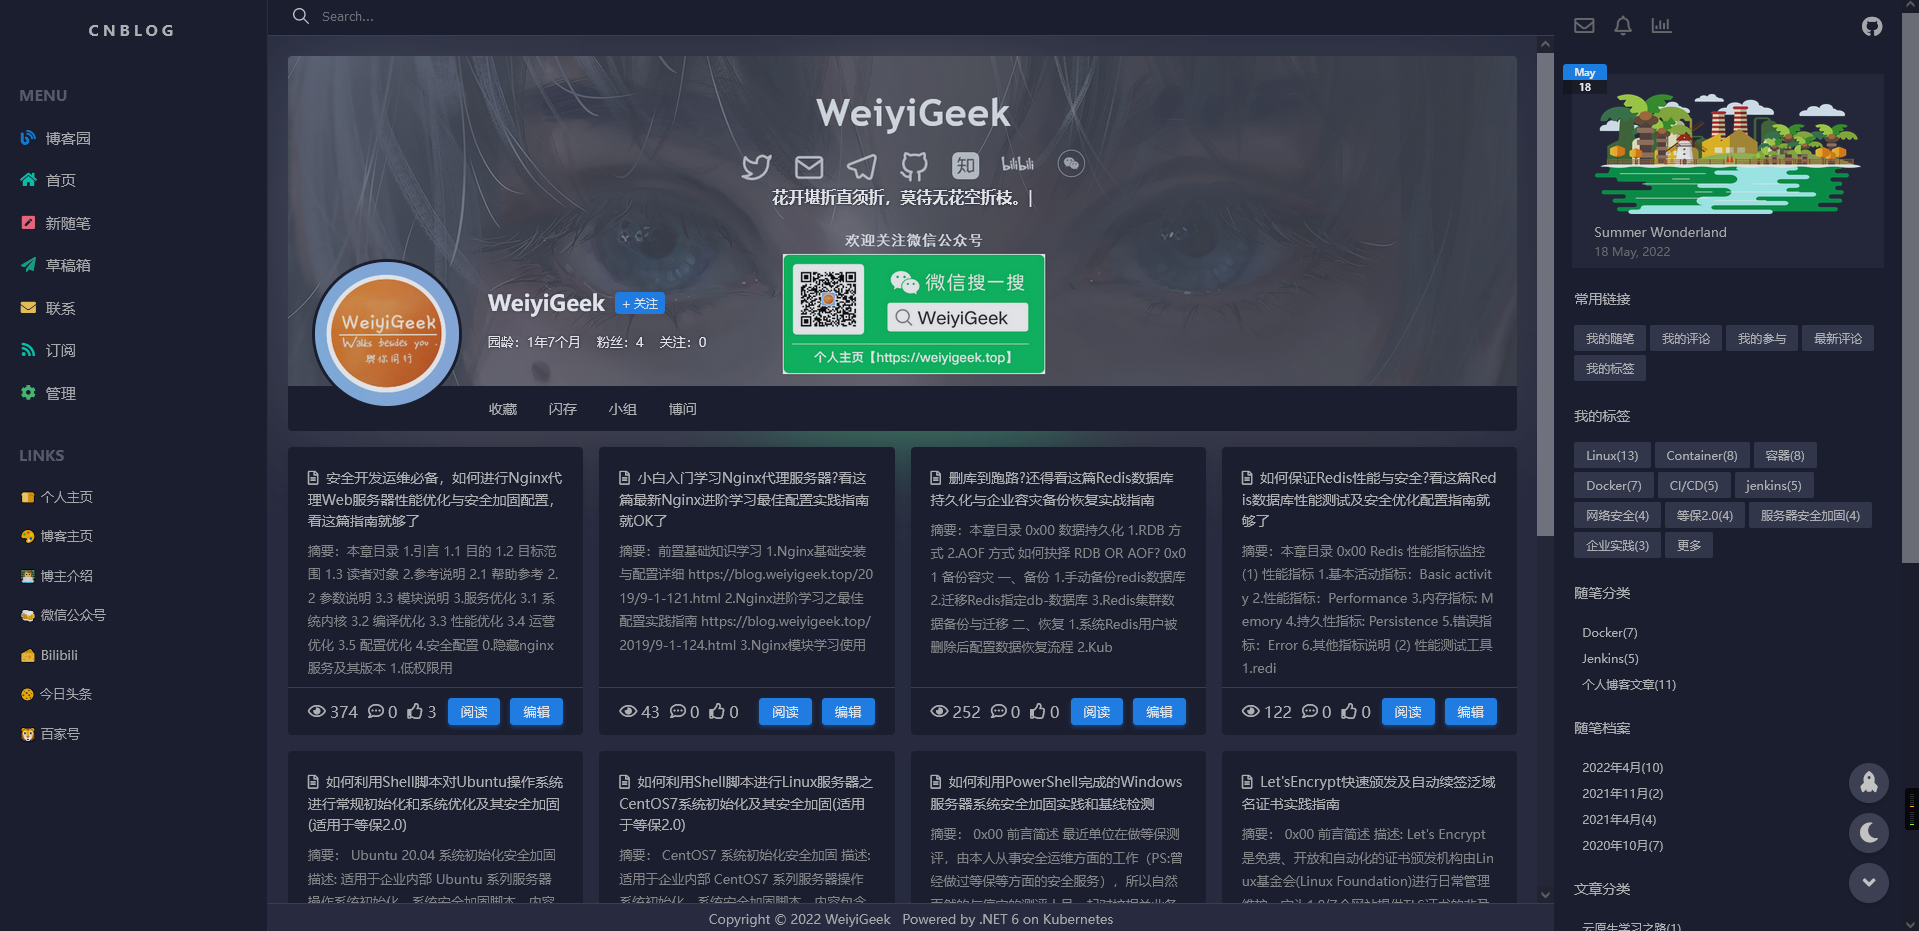 CNBLOG
MENU
博客园
首页
新随笔
草稿箱
联系
订阅
管理
LINKS
个人主页
博客主页
博主介绍
微信公众号
Bilibili
今日头条
百家号
Search...
WeiyiGeek
知
bilibili
花开堪折直须折，莫待无花空折枝。|
欢迎关注微信公众号
微信搜一搜
WeiyiGeek
个人主页【https://weiyigeek.top】
WeiyiGeek
Walks besides you .
WeiyiGeek
+ 关注
园龄：1年7个月 粉丝：4 关注：0
收藏 闪存 小组 博问
安全开发运维必备，如何进行Nginx代
理Web服务器性能优化与安全加固配置，
看这篇指南就够了
摘要：本章目录 1.引言 1.1 目的 1.2 目标范
围 1.3 读者对象 2.参考说明 2.1 帮助参考 2.
2 参数说明 3.3 模块说明 3.服务优化 3.1 系
统内核 3.2 编译优化 3.3 性能优化 3.4 运营
优化 3.5 配置优化 4.安全配置 0.隐藏nginx
服务及其版本 1.低权限用
374 0 3 阅读 编辑
小白入门学习Nginx代理服务器?看这
篇最新Nginx进阶学习最佳配置实践指南
就OK了
摘要：前置基础知识学习 1.Nginx基础安装
与配置详细 https://blog.weiyigeek.top/20
19/9-1-121.html 2.Nginx进阶学习之最佳
配置实践指南 https://blog.weiyigeek.top/
2019/9-1-124.html 3.Nginx模块学习使用
43 0 0 阅读 编辑
删库到跑路?还得看这篇Redis数据库
持久化与企业容灾备份恢复实战指南
摘要：本章目录 0x00 数据持久化 1.RDB 方
式 2.AOF 方式 如何抉择 RDB OR AOF? 0x0
1 备份容灾 一、备份 1.手动备份redis数据库
2.迁移Redis指定db-数据库 3.Redis集群数
据备份与迁移 二、恢复 1.系统Redis用户被
删除后配置数据恢复流程 2.Kub
252 0 0 阅读 编辑
如何保证Redis性能与安全?看这篇Red
is数据库性能测试及安全优化配置指南就
够了
摘要：本章目录 0x00 Redis 性能指标监控
(1) 性能指标 1.基本活动指标：Basic activit
y 2.性能指标：Performance 3.内存指标: M
emory 4.持久性指标: Persistence 5.错误指
标：Error 6.其他指标说明 (2) 性能测试工具
1.redi
122 0 0 阅读 编辑
如何利用Shell脚本对Ubuntu操作系统
进行常规初始化和系统优化及其安全加固
(适用于等保2.0)
摘要： Ubuntu 20.04 系统初始化安全加固
描述: 适用于企业内部 Ubuntu 系列服务器
操作系统初始化、系统安全加固脚本，内容
如何利用Shell脚本进行Linux服务器之
CentOS7系统初始化及其安全加固(适用
于等保2.0)
摘要： CentOS7 系统初始化安全加固 描述:
适用于企业内部 CentOS7 系列服务器操作
系统初始化、系统安全加固脚本，内容包含
如何利用PowerShell完成的Windows
服务器系统安全加固实践和基线检测
摘要： 0x00 前言简述 最近单位在做等保测
评，由本人从事安全运维方面的工作（PS:曾
经做过等保等方面的安全服务），所以自然
Let'sEncrypt快速颁发及自动续签泛域
名证书实践指南
摘要： 0x00 前言简述 描述: Let's Encrypt
是免费、开放和自动化的证书颁发机构由Lin
ux基金会(Linux Foundation)进行日常管理
Copyright © 2022 WeiyiGeek Powered by .NET 6 on Kubernetes
May
18
Summer Wonderland
18 May, 2022
常用链接
我的随笔 我的评论 我的参与 最新评论
我的标签
我的标签
Linux(13) Container(8) 容器(8)
Docker(7) CI/CD(5) jenkins(5)
网络安全(4) 等保2.0(4) 服务器安全加固(4)
企业实践(3) 更多
随笔分类
Docker(7)
Jenkins(5)
个人博客文章(11)
随笔档案
2022年4月(10)
2021年11月(2)
2021年4月(4)
2020年10月(7)
文章分类
云原生学习之路(1)